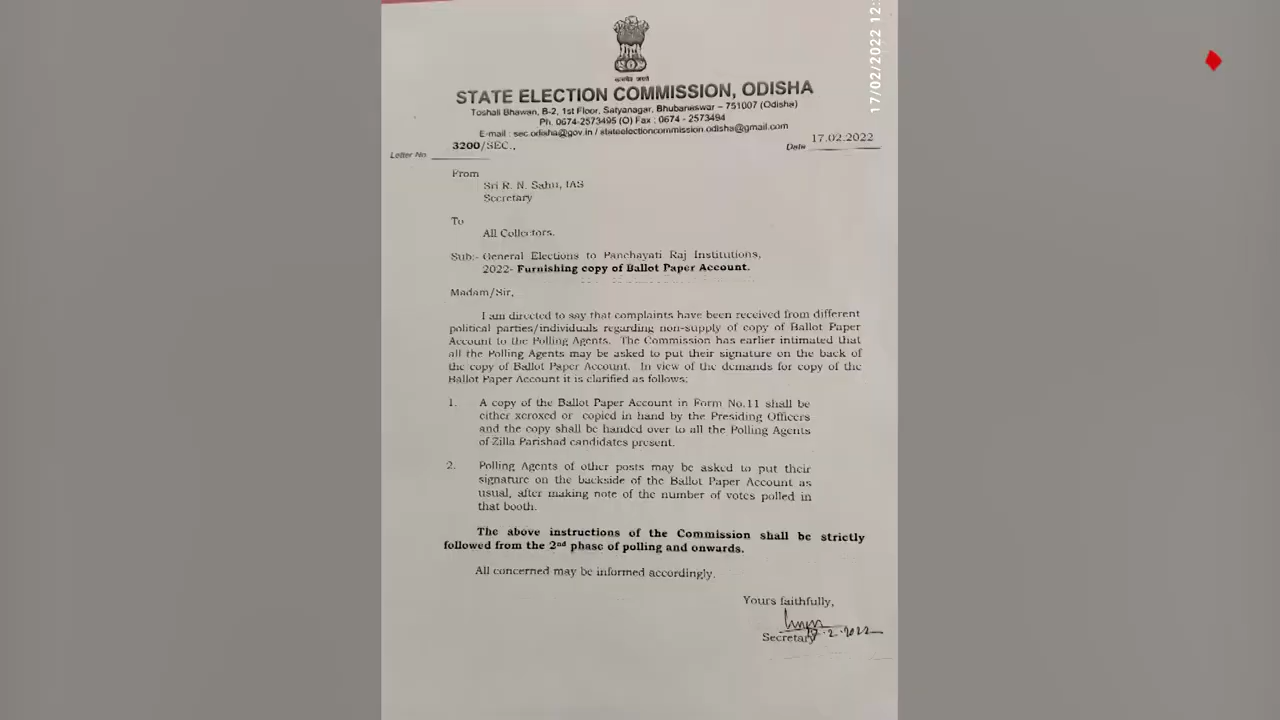 17/02/2022 12:
सत्यमेव जयते
STATE ELECTION COMMISSION, ODISHA
Toshali Bhawan, B-2, 1st Floor, Satyanagar, Bhubaneswar – 751007 (Odisha)
Ph. 0674-2573495 (O) Fax : 0674 - 2573494
E-mail : sec.odisha@gov.in / stateelectioncommission.odisha@gmail.com
Letter No 3200/SEC., Date 17.02.2022
From
Sri R. N. Sahu, IAS
Secretary
To
All Collectors.
Sub:- General Elections to Panchayati Raj Institutions,
2022- Furnishing copy of Ballot Paper Account.
Madam/Sir,
I am directed to say that complaints have been received from different
political parties/individuals regarding non-supply of copy of Ballot Paper
Account to the Polling Agents. The Commission has earlier intimated that
all the Polling Agents may be asked to put their signature on the back of
the copy of Ballot Paper Account. In view of the demands for copy of the
Ballot Paper Account it is clarified as follows;
1. A copy of the Ballot Paper Account in Form No.11 shall be
either xeroxed or copied in hand by the Presiding Officers
and the copy shall be handed over to all the Polling Agents
of Zilla Parishad candidates present.
2. Polling Agents of other posts may be asked to put their
signature on the backside of the Ballot Paper Account as
usual, after making note of the number of votes polled in
that booth.
The above instructions of the Commission shall be strictly
followed from the 2nd phase of polling and onwards.
All concerned may be informed accordingly.
Yours faithfully,
Secretary 17.2.2022